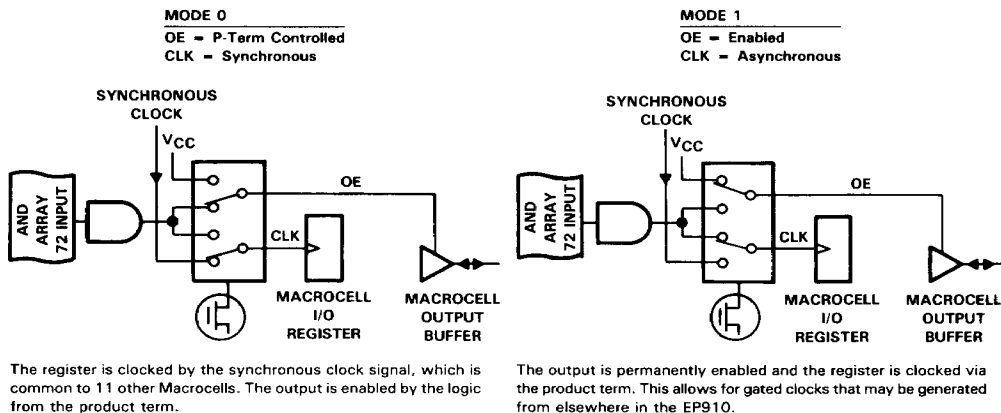 MODE 0
OE = P-Term Controlled
CLK = Synchronous
SYNCHRONOUS
CLOCK
VCC
AND
ARRAY
72 INPUT
OE
CLK
MACROCELL
I/O
REGISTER
MACROCELL
OUTPUT
BUFFER
The register is clocked by the synchronous clock signal, which is
common to 11 other Macrocells. The output is enabled by the logic
from the product term.
MODE 1
OE = Enabled
CLK = Asynchronous
SYNCHRONOUS
CLOCK
VCC
AND
ARRAY
72 INPUT
OE
CLK
MACROCELL
I/O
REGISTER
MACROCELL
OUTPUT
BUFFER
The output is permanently enabled and the register is clocked via
the product term. This allows for gated clocks that may be generated
from elsewhere in the EP910.